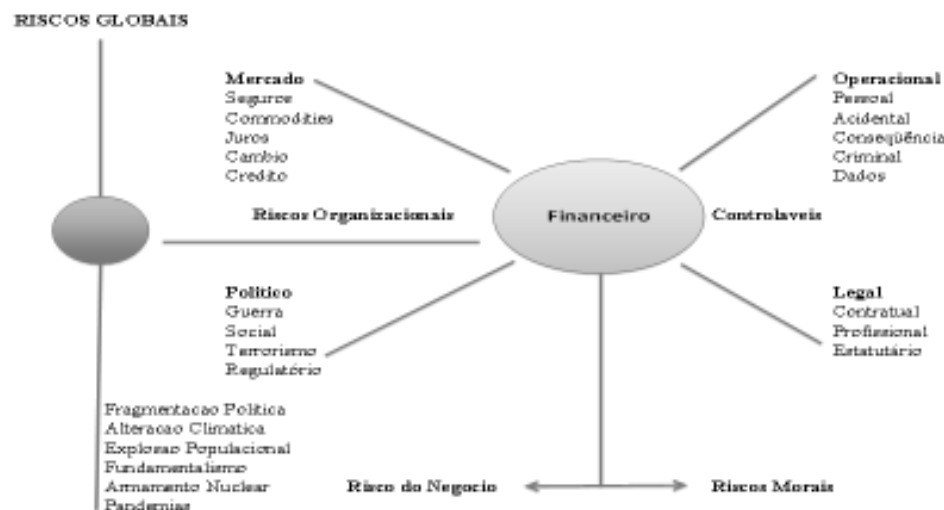 RISCOS GLOBAIS
Mercado
Seguros
Commodities
Juros
Cambio
Credito
Operacional
Pessoal
Acidental
Conseqüência
Criminal
Dados
Riscos Organizacionais
Financeiro
Controlaveis
Politico
Guerra
Social
Terrorismo
Regulatório
Legal
Contratual
Profissional
Estatutário
Fragmentacao Politica
Alteracao Climatica
Explosao Populacional
Fundamentalismo
Armamento Nuclear
Pandemias
Risco do Negocio
Riscos Morais